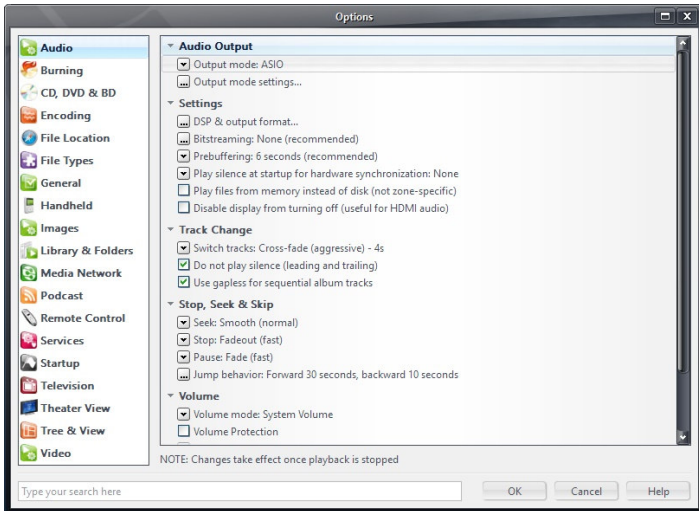 Options
Audio
Burning
CD, DVD & BD
Encoding
File Location
File Types
General
Handheld
Images
Library & Folders
Media Network
Podcast
Remote Control
Services
Startup
Television
Theater View
Tree & View
Video
Audio Output
Output mode: ASIO
Output mode settings...
Settings
DSP & output format...
Bitstreaming: None (recommended)
Prebuffering: 6 seconds (recommended)
Play silence at startup for hardware synchronization: None
Play files from memory instead of disk (not zone-specific)
Disable display from turning off (useful for HDMI audio)
Track Change
Switch tracks: Cross-fade (aggressive) - 4s
Do not play silence (leading and trailing)
Use gapless for sequential album tracks
Stop, Seek & Skip
Seek: Smooth (normal)
Stop: Fadeout (fast)
Pause: Fade (fast)
Jump behavior: Forward 30 seconds, backward 10 seconds
Volume
Volume mode: System Volume
Volume Protection
NOTE: Changes take effect once playback is stopped
Type your search here
OK
Cancel
Help